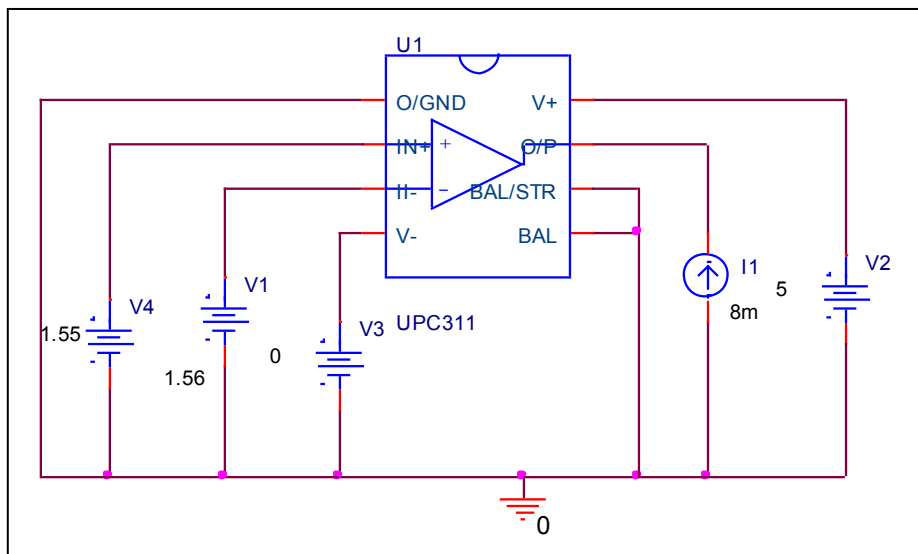 U1
O/GND
V+
IN+
+
O/P
II-
−
BAL/STR
V-
BAL
V4
V1
V3
UPC311
I1
5
V2
1.55
0
8m
1.56
0